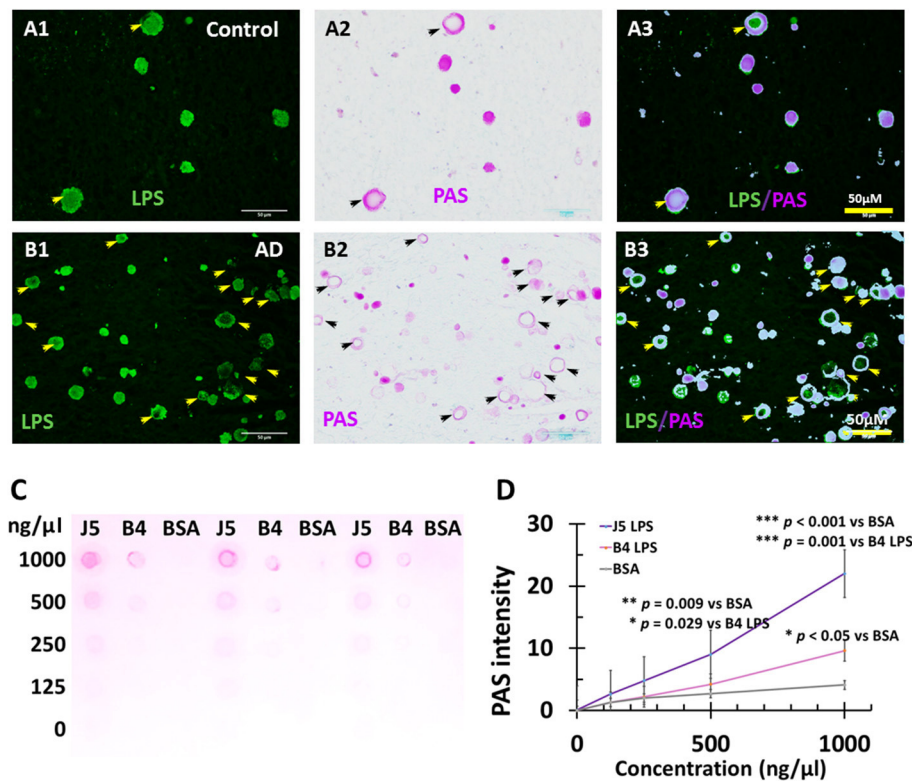 A1 Control
LPS
50 µm
A2
PAS
A3
LPS/PAS
50µM
B1 AD
LPS
50 µm
B2
PAS
B3
LPS/PAS
50µM
C
ng/µl J5 B4 BSA J5 B4 BSA J5 B4 BSA
1000
500
250
125
0
D
30
20
10
0
PAS intensity
J5 LPS
B4 LPS
BSA
*** p < 0.001 vs BSA
*** p = 0.001 vs B4 LPS
** p = 0.009 vs BSA
* p = 0.029 vs B4 LPS
* p < 0.05 vs BSA
0 500 1000
Concentration (ng/µl)